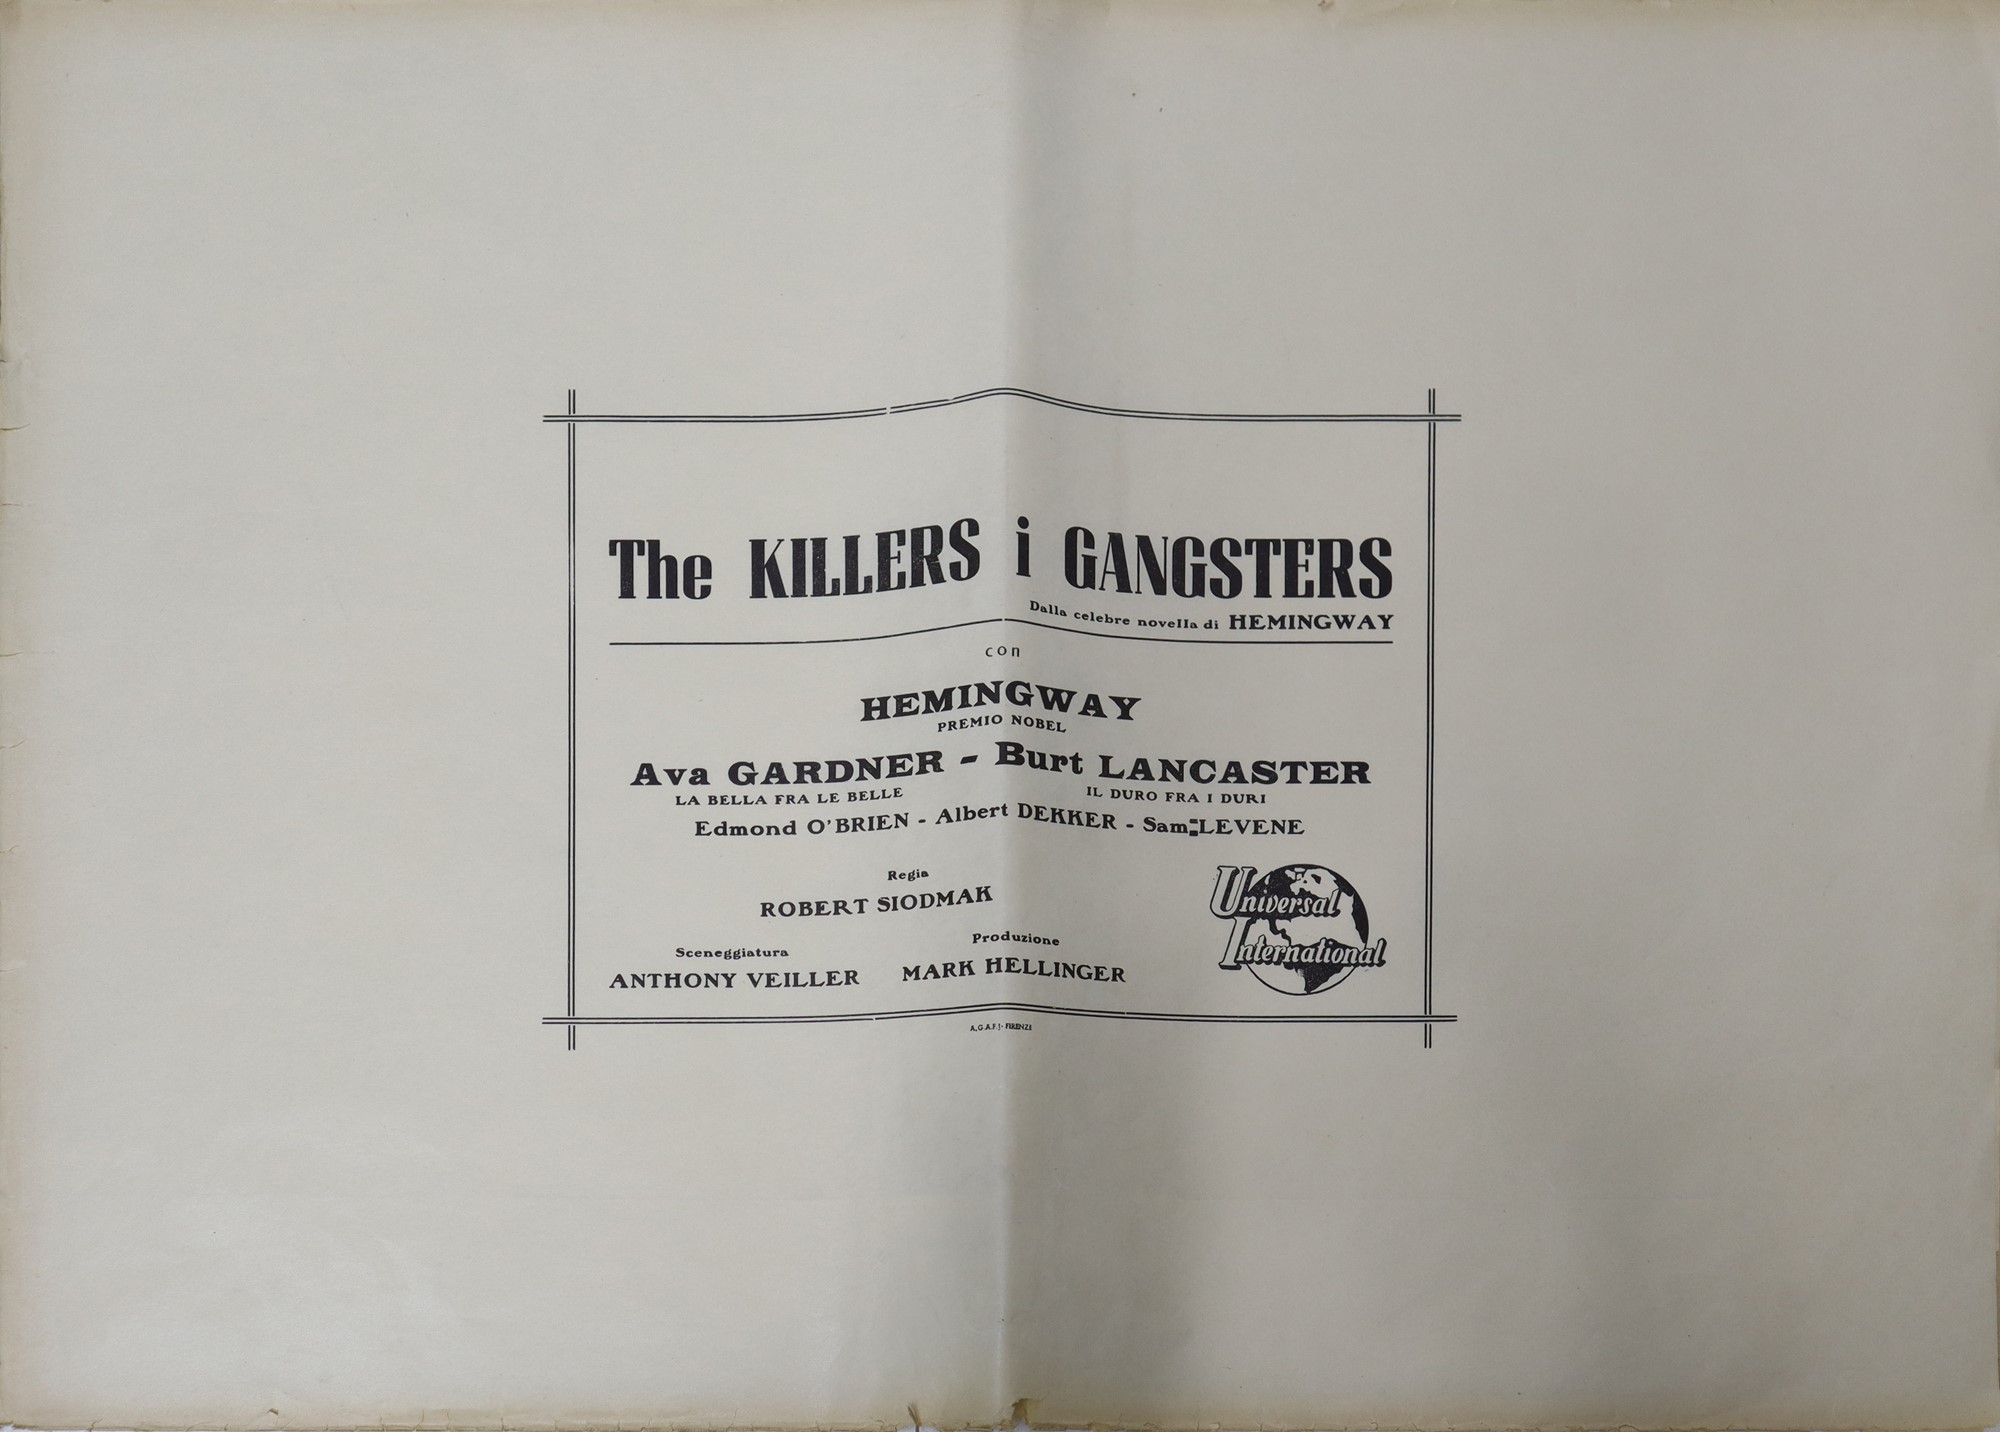 The KILLERS i GANGSTERS
Dalla celebre novella di HEMINGWAY
con
HEMINGWAY
PREMIO NOBEL
Ava GARDNER - Burt LANCASTER
LA BELLA FRA LE BELLE IL DURO FRA I DURI
Edmond O'BRIEN - Albert DEKKER - Sam LEVENE
Regia
ROBERT SIODMAK
Universal
International
Sceneggiatura
ANTHONY VEILLER
Produzione
MARK HELLINGER
A.G.A.F. - FIRENZE